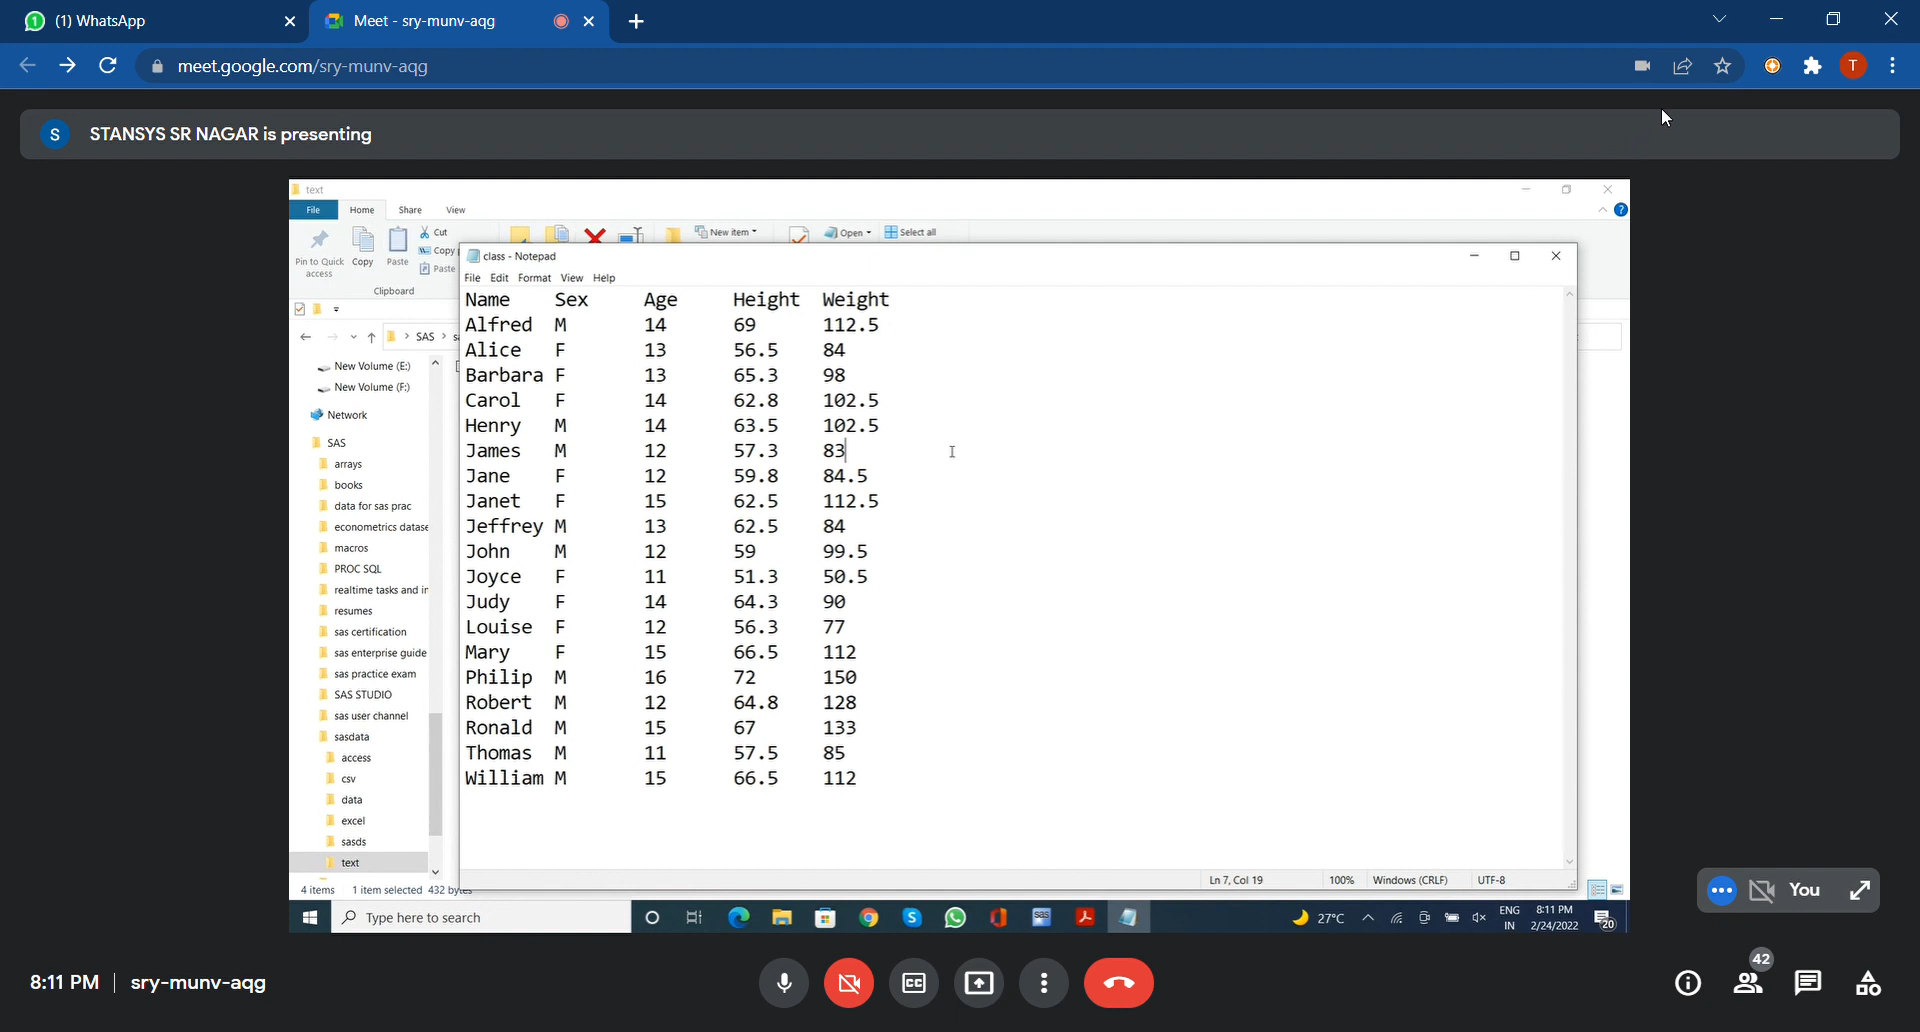 (1) WhatsApp
Meet - sry-munv-aqg
meet.google.com/sry-munv-aqg
T
S STANSYS SR NAGAR is presenting
text
File Home Share View
Cut
New item
Open
Select all
Copy
Pin to Quick access
Copy
Paste
Paste
Clipboard
class - Notepad
File Edit Format View Help
SAS
Name Sex Age Height Weight
Alfred M 14 69 112.5
Alice F 13 56.5 84
Barbara F 13 65.3 98
Carol F 14 62.8 102.5
Henry M 14 63.5 102.5
James M 12 57.3 83
Jane F 12 59.8 84.5
Janet F 15 62.5 112.5
Jeffrey M 13 62.5 84
John M 12 59 99.5
Joyce F 11 51.3 50.5
Judy F 14 64.3 90
Louise F 12 56.3 77
Mary F 15 66.5 112
Philip M 16 72 150
Robert M 12 64.8 128
Ronald M 15 67 133
Thomas M 11 57.5 85
William M 15 66.5 112
New Volume (E:)
New Volume (F:)
Network
SAS
arrays
books
data for sas prac
econometrics datase
macros
PROC SQL
realtime tasks and in
resumes
sas certification
sas enterprise guide
sas practice exam
SAS STUDIO
sas user channel
sasdata
access
csv
data
excel
sasds
text
4 items 1 item selected 432 bytes
Ln 7, Col 19 100% Windows (CRLF) UTF-8
Type here to search
27°C
ENG
IN
8:11 PM
2/24/2022
20
You
8:11 PM | sry-munv-aqg
42